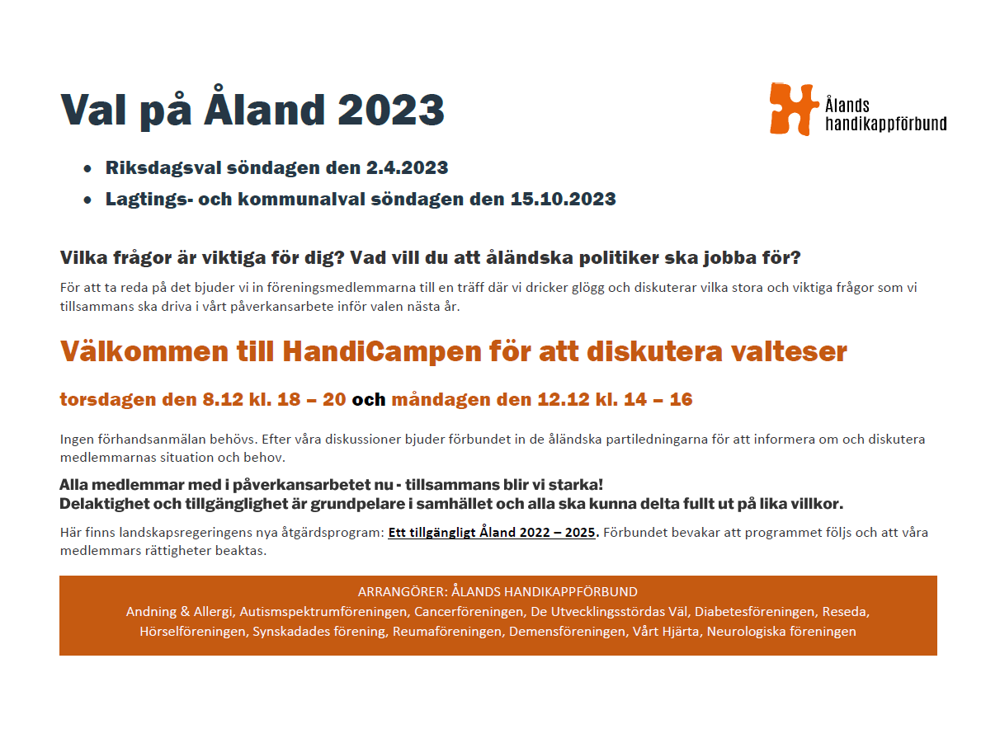 Val på Åland 2023
Ålands
handikappförbund
• Riksdagsval söndagen den 2.4.2023
• Lagtings- och kommunalval söndagen den 15.10.2023
Vilka frågor är viktiga för dig? Vad vill du att åländska politiker ska jobba för?
För att ta reda på det bjuder vi in föreningsmedlemmarna till en träff där vi dricker glögg och diskuterar vilka stora och viktiga frågor som vi
tillsammans ska driva i vårt påverkansarbete inför valen nästa år.
Välkommen till HandiCampen för att diskutera valteser
torsdagen den 8.12 kl. 18 – 20 och måndagen den 12.12 kl. 14 – 16
Ingen förhandsanmälan behövs. Efter våra diskussioner bjuder förbundet in de åländska partiledningarna för att informera om och diskutera
medlemmarnas situation och behov.
Alla medlemmar med i påverkansarbetet nu - tillsammans blir vi starka!
Delaktighet och tillgänglighet är grundpelare i samhället och alla ska kunna delta fullt ut på lika villkor.
Här finns landskapsregeringens nya åtgärdsprogram: Ett tillgängligt Åland 2022 – 2025. Förbundet bevakar att programmet följs och att våra
medlemmars rättigheter beaktas.
ARRANGÖRER: ÅLANDS HANDIKAPPFÖRBUND
Andning & Allergi, Autismspektrumföreningen, Cancerföreningen, De Utvecklingsstördas Väl, Diabetesföreningen, Reseda,
Hörselföreningen, Synskadades förening, Reumaföreningen, Demensföreningen, Vårt Hjärta, Neurologiska föreningen